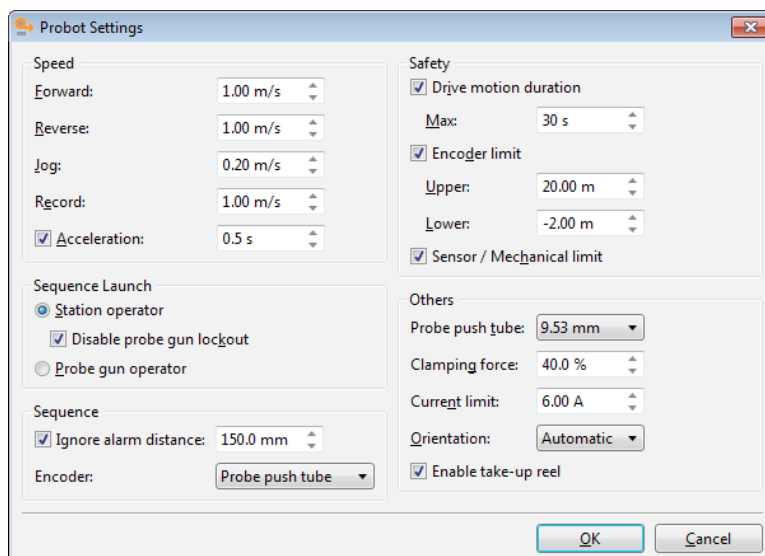 Probot Settings
Speed
Forward: 1.00 m/s
Reverse: 1.00 m/s
Jog: 0.20 m/s
Record: 1.00 m/s
Acceleration: 0.5 s
Sequence Launch
Station operator
Disable probe gun lockout
Probe gun operator
Sequence
Ignore alarm distance: 150.0 mm
Encoder: Probe push tube
Safety
Drive motion duration
Max: 30 s
Encoder limit
Upper: 20.00 m
Lower: -2.00 m
Sensor / Mechanical limit
Others
Probe push tube: 9.53 mm
Clamping force: 40.0 %
Current limit: 6.00 A
Orientation: Automatic
Enable take-up reel
OK Cancel